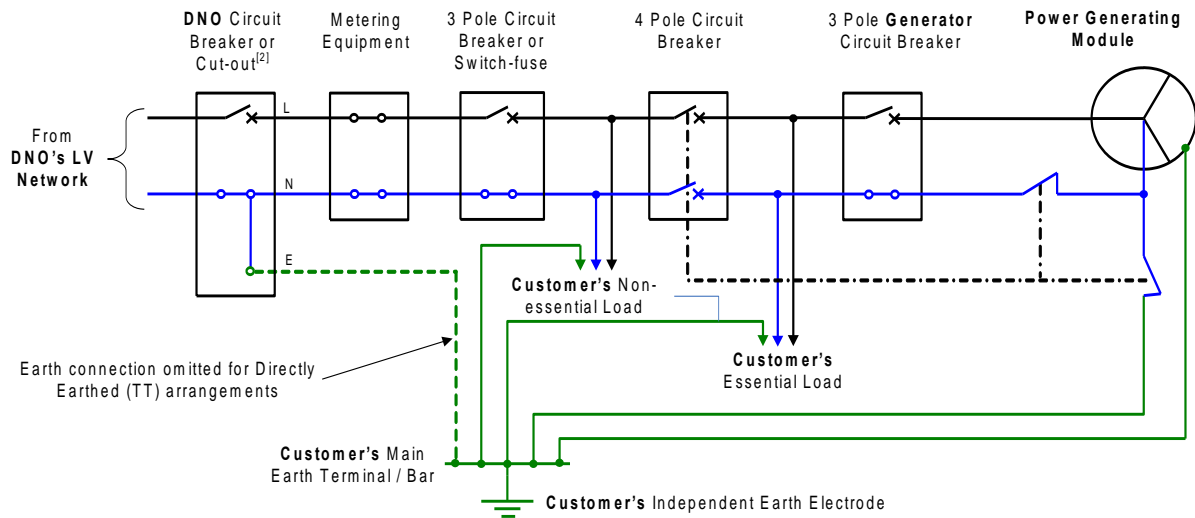 DNO Circuit
Breaker or
Cut-out[2]
Metering
Equipment
3 Pole Circuit
Breaker or
Switch-fuse
4 Pole Circuit
Breaker
3 Pole Generator
Circuit Breaker
Power Generating
Module
L
From
DNO's LV
Network
N
E
Customer's Non-
essential Load
Customer's
Essential Load
Earth connection omitted for Directly
Earthed (TT) arrangements
Customer's Main
Earth Terminal / Bar
Customer's Independent Earth Electrode